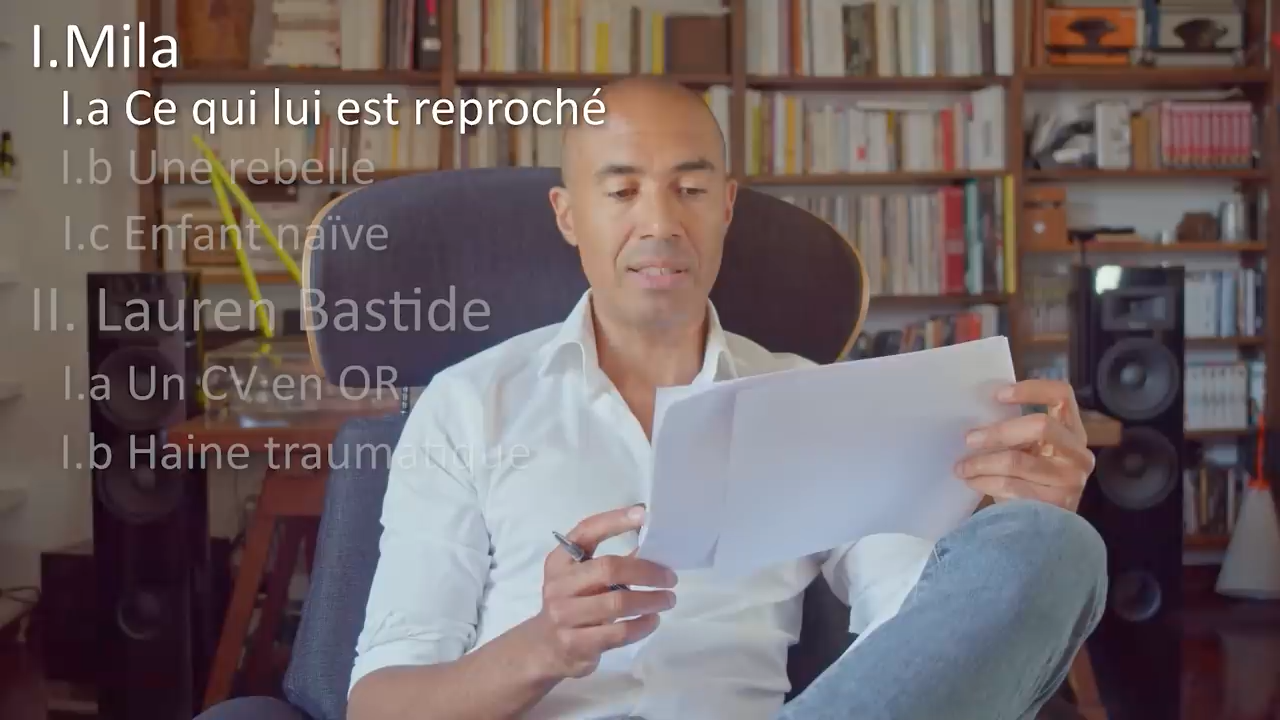 I.Mila
I.a Ce qui lui est reproché
I.b Une rebelle
I.c Enfant naïve
II. Lauren Bastide
I.a Un CV en OR
I.b Haine traumatique